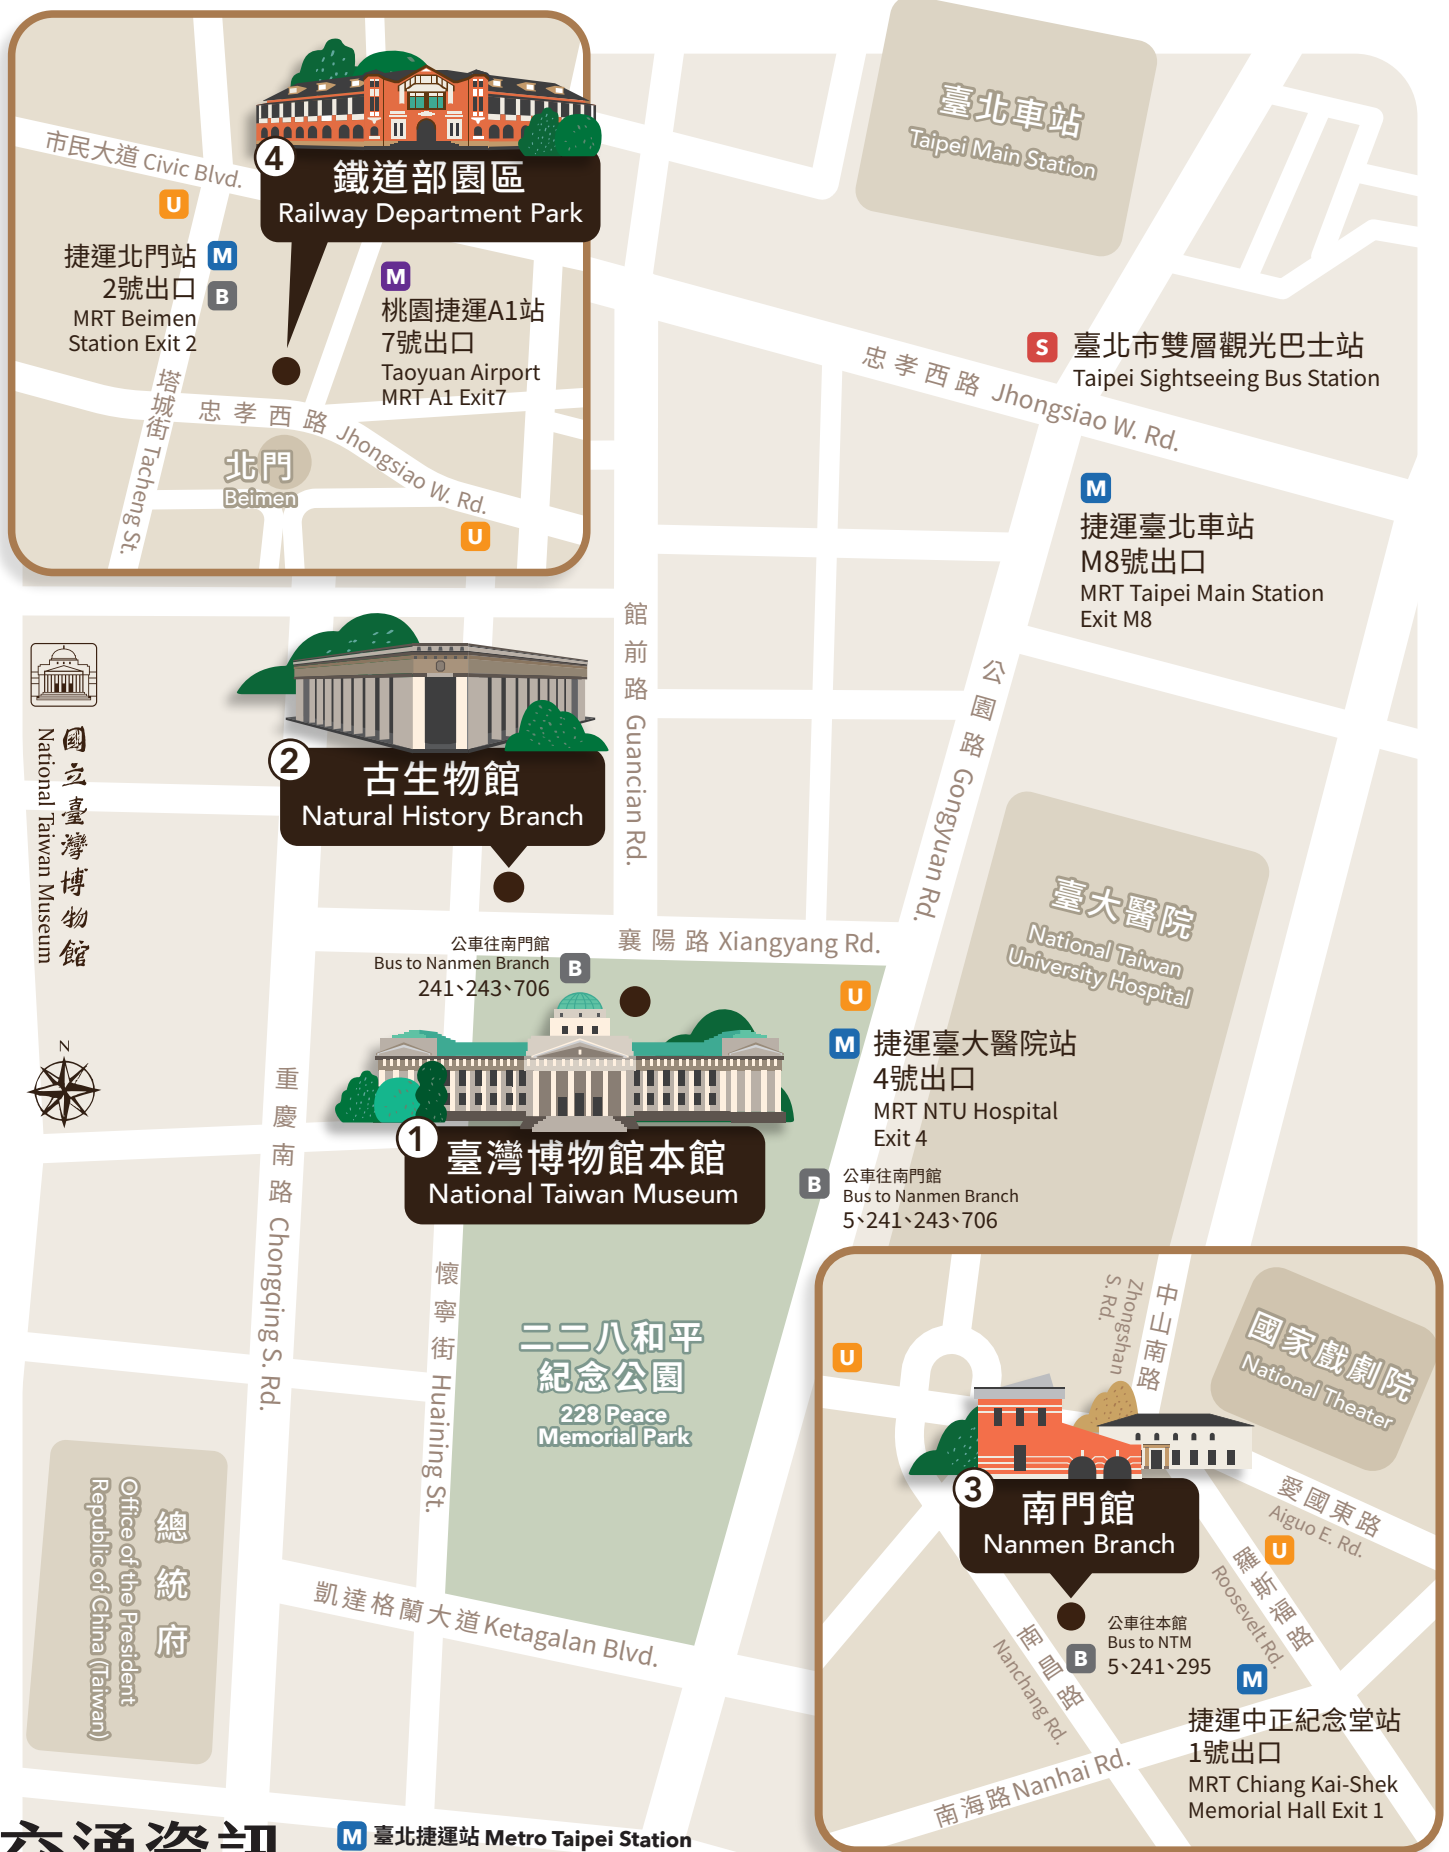 市民大道 Civic Blvd.
U
4
鐵道部園區
Railway Department Park
捷運北門站 M
2號出口 B
MRT Beimen
Station Exit 2
M
桃園捷運A1站
7號出口
Taoyuan Airport
MRT A1 Exit7
塔城街 Tacheng St.
忠孝西路 Jhongsiao W. Rd.
北門
Beimen
U
臺北車站
Taipei Main Station
S 臺北市雙層觀光巴士站
Taipei Sightseeing Bus Station
忠孝西路 Jhongsiao W. Rd.
M
捷運臺北車站
M8號出口
MRT Taipei Main Station
Exit M8
國立臺灣博物館
National Taiwan Museum
N
2
古生物館
Natural History Branch
館前路 Guancian Rd.
公園路 Gongyuan Rd.
臺大醫院
National Taiwan
University Hospital
襄陽路 Xiangyang Rd.
公車往南門館
Bus to Nanmen Branch B
241、243、706
U
M 捷運臺大醫院站
4號出口
MRT NTU Hospital
Exit 4
B 公車往南門館
Bus to Nanmen Branch
5、241、243、706
1
臺灣博物館本館
National Taiwan Museum
重慶南路 Chongqing S. Rd.
懷寧街 Huaining St.
二二八和平
紀念公園
228 Peace
Memorial Park
總統府
Office of the President
Republic of China (Taiwan)
凱達格蘭大道 Ketagalan Blvd.
U
中山南路
Zhongshan
S. Rd.
國家戲劇院
National Theater
3
南門館
Nanmen Branch
愛國東路
Aiguo E. Rd.
U
羅斯福路
Roosevelt Rd.
南昌路
Nanchang Rd.
B 公車往本館
Bus to NTM
5、241、295
M
捷運中正紀念堂站
1號出口
MRT Chiang Kai-Shek
Memorial Hall Exit 1
南海路 Nanhai Rd.
交通資訊
M 臺北捷運站 Metro Taipei Station